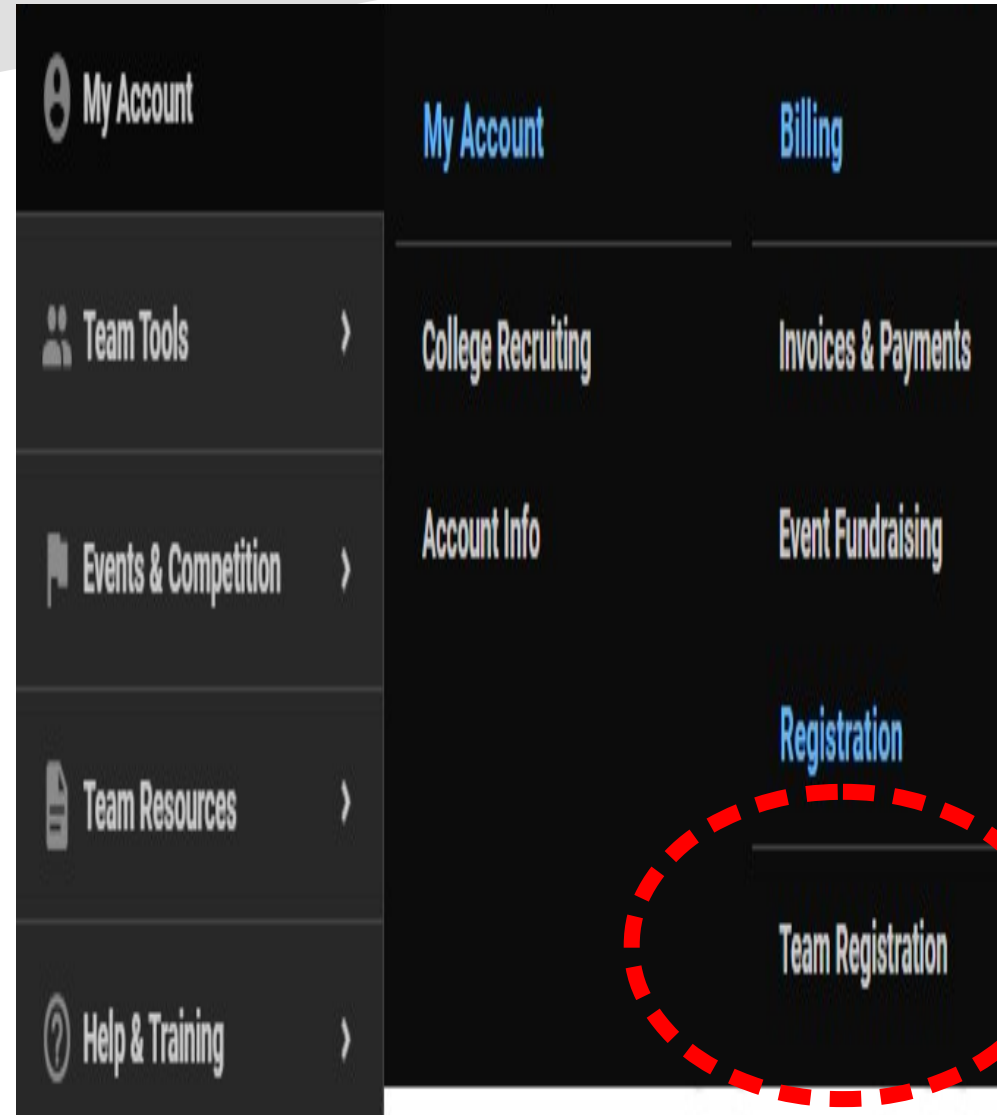 My Account
Team Tools
Events & Competition
Team Resources
Help & Training
My Account
College Recruiting
Account Info
Billing
Invoices & Payments
Event Fundraising
Registration
Team Registration